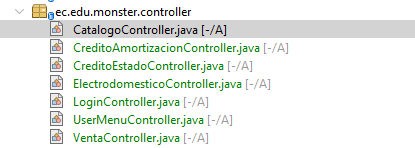 ec.edu.monster.controller
CatalogoController.java [-/A]
CreditoAmortizacionController.java [-/A]
CreditoEstadoController.java [-/A]
ElectrodomesticoController.java [-/A]
LoginController.java [-/A]
UserMenuController.java [-/A]
VentaController.java [-/A]